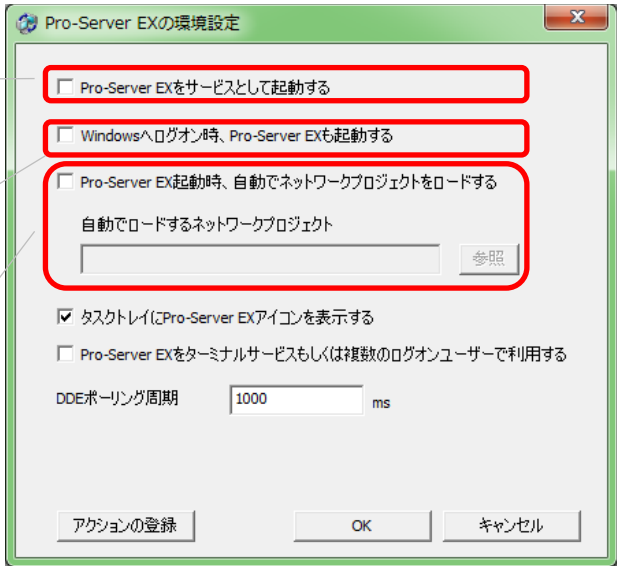 Pro-Server EXの環境設定
Pro-Server EXをサービスとして起動する
Windowsへログオン時、Pro-Server EXも起動する
Pro-Server EX起動時、自動でネットワークプロジェクトをロードする
自動でロードするネットワークプロジェクト
参照
タスクトレイにPro-Server EXアイコンを表示する
Pro-Server EXをターミナルサービスもしくは複数のログオンユーザーで利用する
DDEポーリング周期 1000 ms
アクションの登録 OK キャンセル